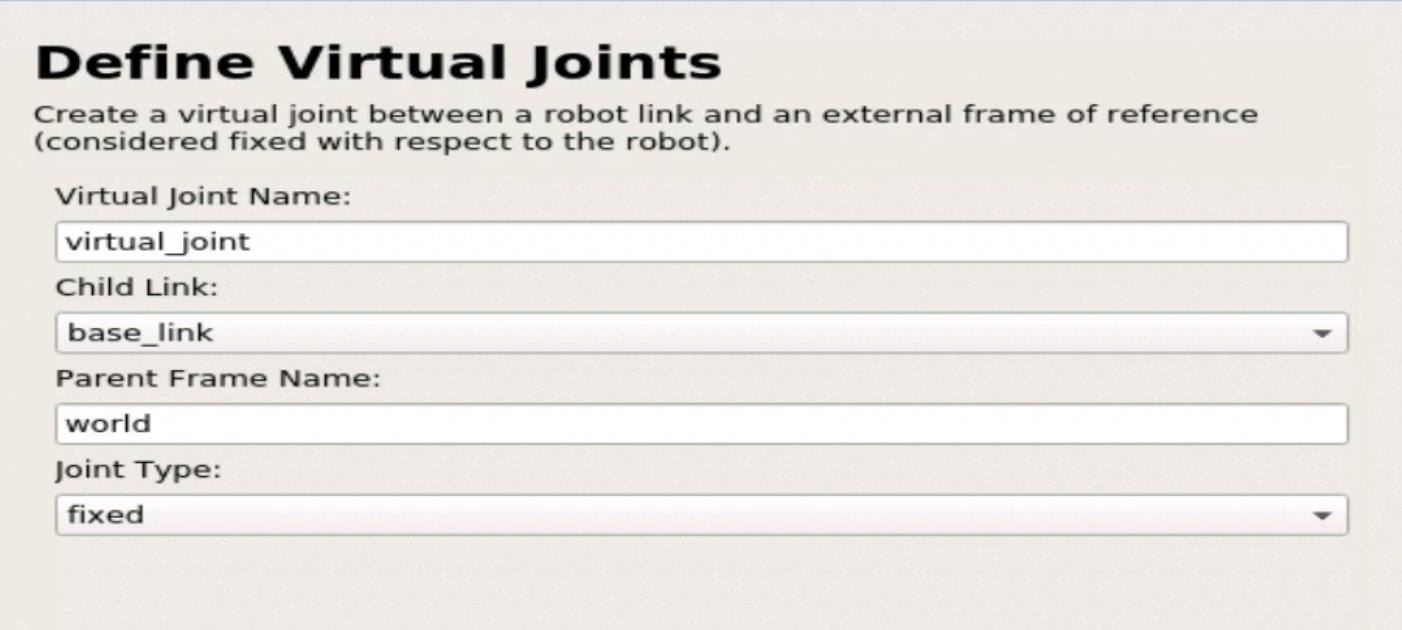 Define Virtual Joints
Create a virtual joint between a robot link and an external frame of reference
(considered fixed with respect to the robot).
Virtual Joint Name:
virtual_joint
Child Link:
base_link
Parent Frame Name:
world
Joint Type:
fixed